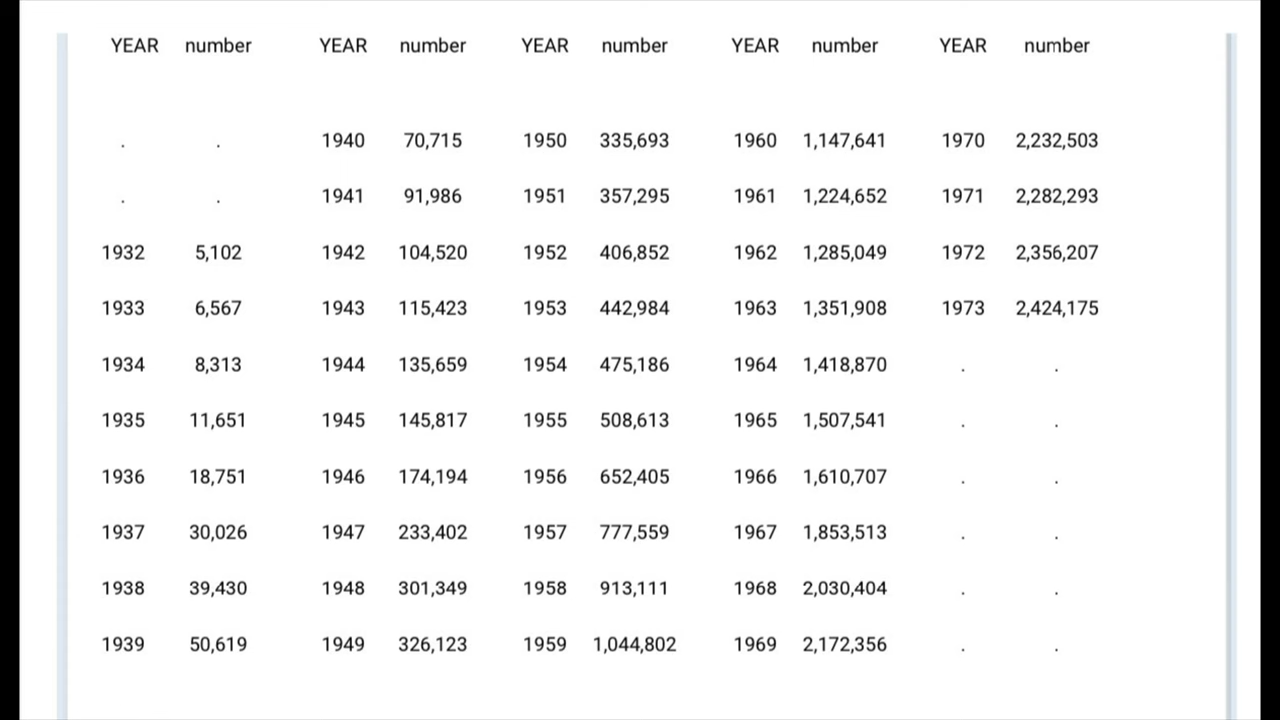 YEAR number YEAR number YEAR number YEAR number YEAR number
. . 1940 70,715 1950 335,693 1960 1,147,641 1970 2,232,503
. . 1941 91,986 1951 357,295 1961 1,224,652 1971 2,282,293
1932 5,102 1942 104,520 1952 406,852 1962 1,285,049 1972 2,356,207
1933 6,567 1943 115,423 1953 442,984 1963 1,351,908 1973 2,424,175
1934 8,313 1944 135,659 1954 475,186 1964 1,418,870 . .
1935 11,651 1945 145,817 1955 508,613 1965 1,507,541 . .
1936 18,751 1946 174,194 1956 652,405 1966 1,610,707 . .
1937 30,026 1947 233,402 1957 777,559 1967 1,853,513 . .
1938 39,430 1948 301,349 1958 913,111 1968 2,030,404 . .
1939 50,619 1949 326,123 1959 1,044,802 1969 2,172,356 . .